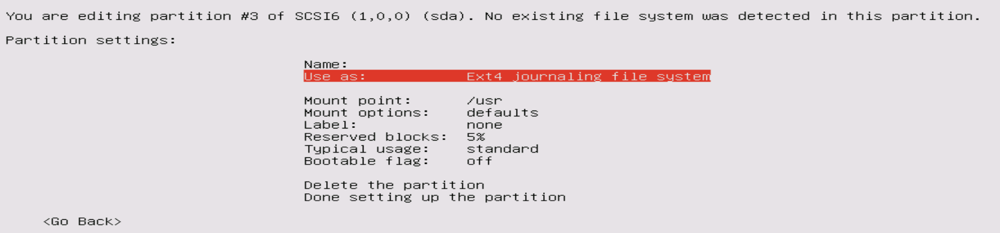 You are editing partition #3 of SCSI6 (1,0,0) (sda). No existing file system was detected in this partition.
Partition settings:
Name:
Use as: Ext4 journaling file system
Mount point: /usr
Mount options: defaults
Label: none
Reserved blocks: 5%
Typical usage: standard
Bootable flag: off
Delete the partition
Done setting up the partition
<Go Back>